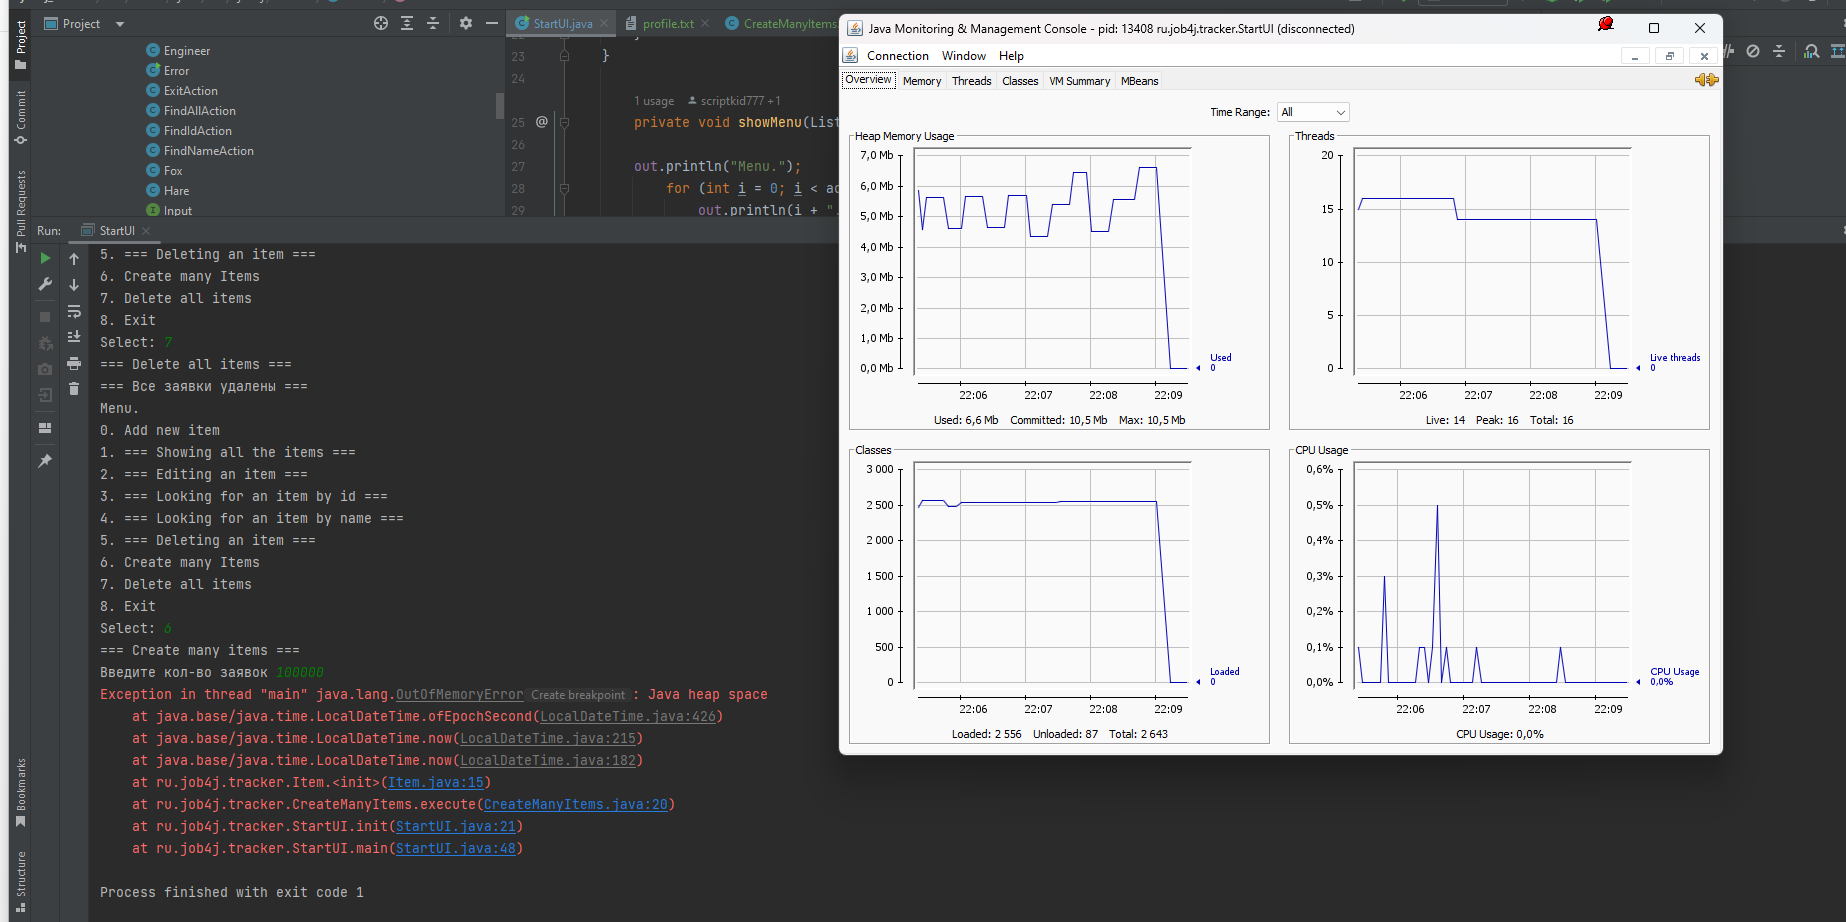 Project
StartUI.java
profile.txt
CreateManyItems
Project
Commit
Pull Requests
Engineer
Error
ExitAction
FindAllAction
FindIdAction
FindNameAction
Fox
Hare
Input
23
24
1 usage scriptkid777 +1
25 @ private void showMenu(List
26
27 out.println("Menu.");
28 for (int i = 0; i < ac
29 out.println(i + ".
Run: StartUI
5. === Deleting an item ===
6. Create many Items
7. Delete all items
8. Exit
Select: 7
=== Delete all items ===
=== Все заявки удалены ===
Menu.
0. Add new item
1. === Showing all the items ===
2. === Editing an item ===
3. === Looking for an item by id ===
4. === Looking for an item by name ===
5. === Deleting an item ===
6. Create many Items
7. Delete all items
8. Exit
Select: 6
=== Create many items ===
Введите кол-во заявок 100000
Exception in thread "main" java.lang.OutOfMemoryError Create breakpoint : Java heap space
at java.base/java.time.LocalDateTime.ofEpochSecond(LocalDateTime.java:426)
at java.base/java.time.LocalDateTime.now(LocalDateTime.java:215)
at java.base/java.time.LocalDateTime.now(LocalDateTime.java:182)
at ru.job4j.tracker.Item.<init>(Item.java:15)
at ru.job4j.tracker.CreateManyItems.execute(CreateManyItems.java:20)
at ru.job4j.tracker.StartUI.init(StartUI.java:21)
at ru.job4j.tracker.StartUI.main(StartUI.java:48)
Process finished with exit code 1
Bookmarks
Structure
Java Monitoring & Management Console - pid: 13408 ru.job4j.tracker.StartUI (disconnected)
Connection Window Help
Overview Memory Threads Classes VM Summary MBeans
Time Range: All
Heap Memory Usage
7,0 Mb
6,0 Mb
5,0 Mb
4,0 Mb
3,0 Mb
2,0 Mb
1,0 Mb
0,0 Mb
Used
0
22:06 22:07 22:08 22:09
Used: 6,6 Mb Committed: 10,5 Mb Max: 10,5 Mb
Threads
20
15
10
5
0
Live threads
0
22:06 22:07 22:08 22:09
Live: 14 Peak: 16 Total: 16
Classes
3 000
2 500
2 000
1 500
1 000
500
0
Loaded
0
22:06 22:07 22:08 22:09
Loaded: 2 556 Unloaded: 87 Total: 2 643
CPU Usage
0,6%
0,5%
0,4%
0,3%
0,2%
0,1%
0,0%
CPU Usage
0,0%
22:06 22:07 22:08 22:09
CPU Usage: 0,0%